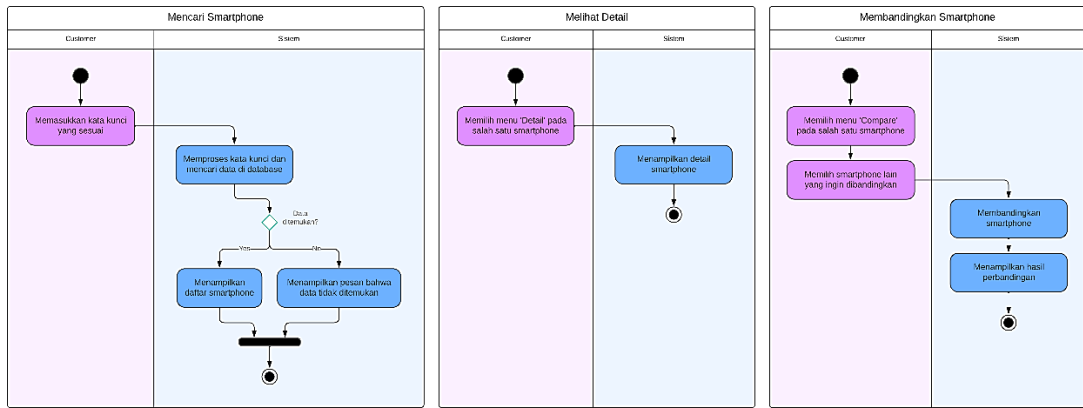 Mencari Smartphone
Customer
Sistem
Memasukkan kata kunci
yang sesuai
Memproses kata kunci dan
mencari data di database
Data
ditemukan?
Yes
No
Menampilkan
daftar smartphone
Menampilkan pesan bahwa
data tidak ditemukan
Melihat Detail
Customer
Sistem
Memilih menu 'Detail' pada
salah satu smartphone
Menampilkan detail
smartphone
Membandingkan Smartphone
Customer
Sistem
Memilih menu 'Compare'
pada salah satu smartphone
Memilih smartphone lain
yang ingin dibandingkan
Membandingkan
smartphone
Menampilkan hasil
perbandingan